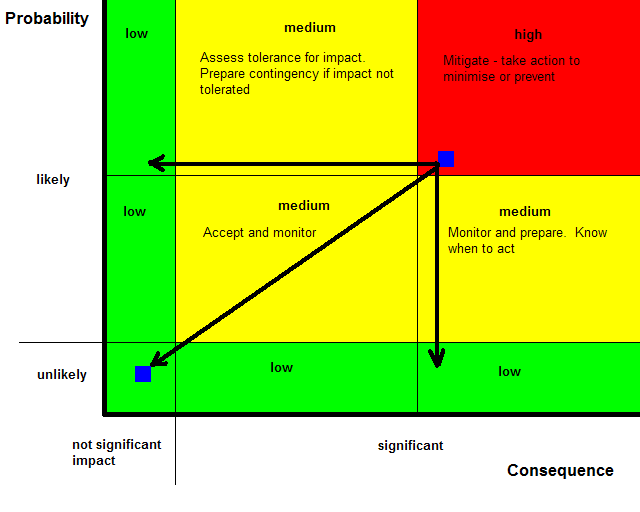 Probability
low
medium
high
Assess tolerance for impact.
Prepare contingency if impact not
tolerated
Mitigate - take action to
minimise or prevent
likely
low
medium
medium
Accept and monitor
Monitor and prepare.  Know
when to act
unlikely
low
low
not significant
impact
significant
Consequence